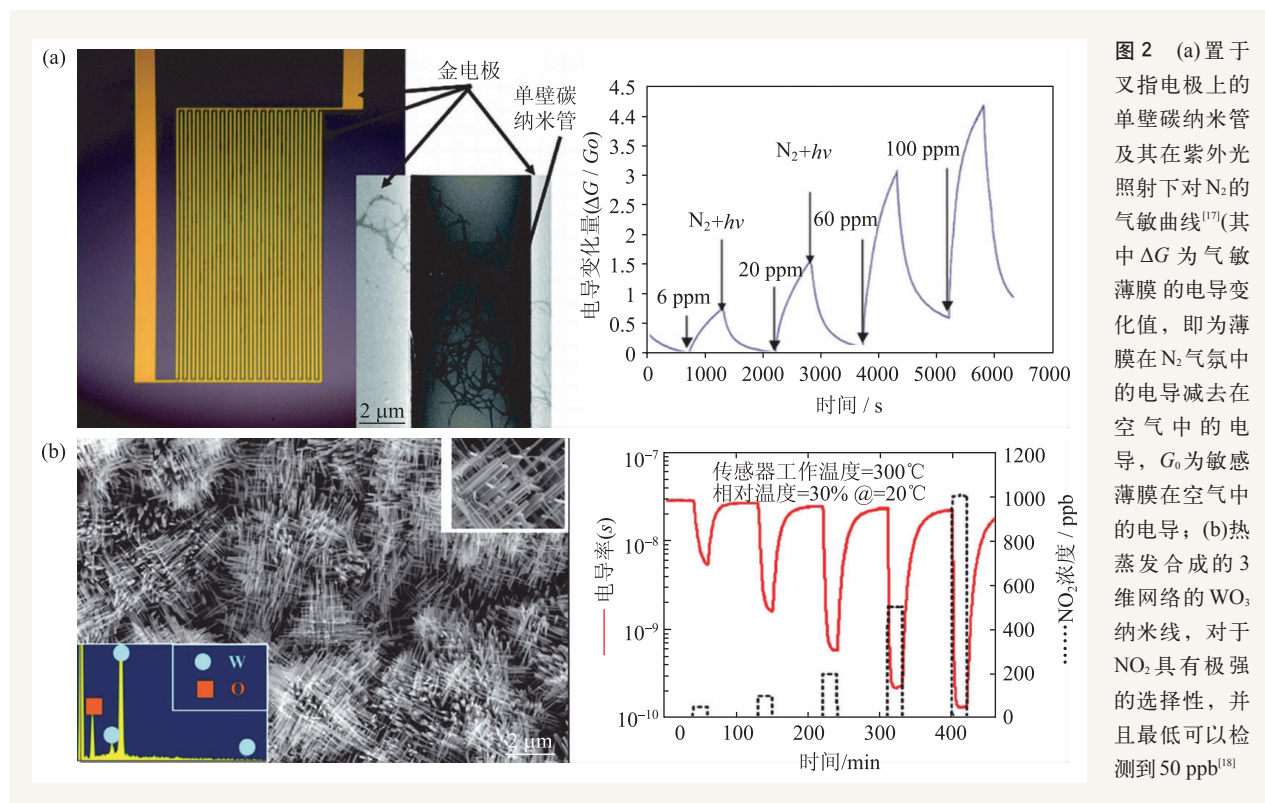 (a)
金电极
单壁碳
纳米管
2 μm
电导变化量(ΔG / Go)
4.5
4.4
3.5
3
2.5
2
1.5
1
0.5
0
6 ppm
N₂+hv
20 ppm
N₂+hv
60 ppm
100 ppm
0
1000
2000
3000
4000
5000
6000
7000
时间 / s
(b)
W
O
2 μm
电导率(s)
10⁻⁷
10⁻⁸
10⁻⁹
10⁻¹⁰
传感器工作温度=300℃
相对温度=30% @=20℃
1200
1000
800
600
400
200
0
NO₂浓度 / ppb
0
100
200
300
400
时间/min
图 2 (a)置于
叉指电极上的
单壁碳纳米管
及其在紫外光
照射下对N₂的
气敏曲线[17](其
中ΔG为气敏
薄膜的电导变
化值，即为薄
膜在N₂气氛中
的电导减去在
空气中的电
导，G₀为敏感
薄膜在空气中
的电导；(b)热
蒸发合成的3
维网络的WO₃
纳米线，对于
NO₂具有极强
的选择性，并
且最低可以检
测到50 ppb[18]